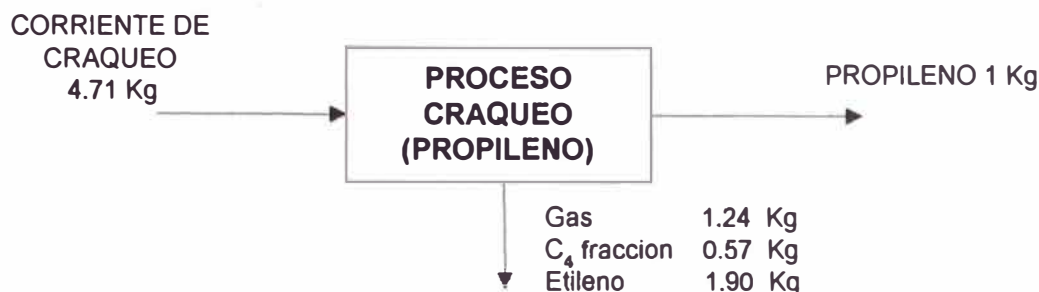 CORRIENTE DE
CRAQUEO
4.71 Kg
PROCESO
CRAQUEO
(PROPILENO)
PROPILENO 1 Kg
Gas 1.24 Kg
C₄ fraccion 0.57 Kg
Etileno 1.90 Kg